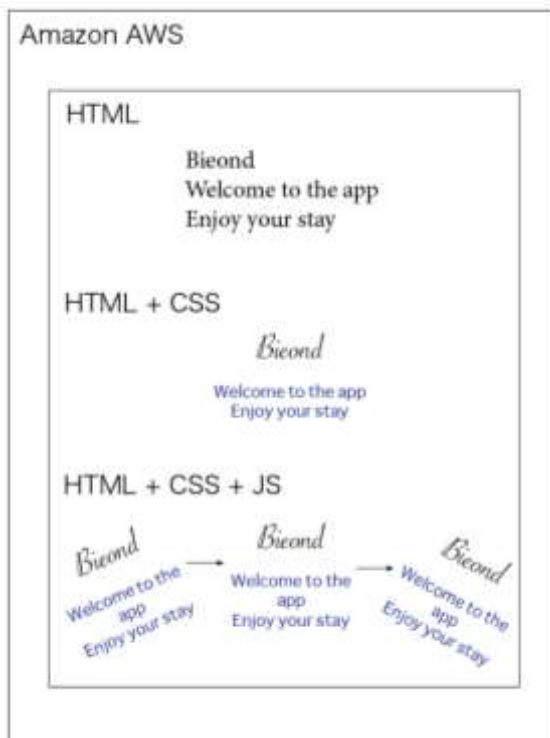 Amazon AWS
HTML
Bieond
Welcome to the app
Enjoy your stay
HTML + CSS
Bieond
Welcome to the app
Enjoy your stay
HTML + CSS + JS
Bieond
Welcome to the
app
Enjoy your stay
Bieond
Welcome to the
app
Enjoy your stay
Bieond
Welcome to the
app
Enjoy your stay